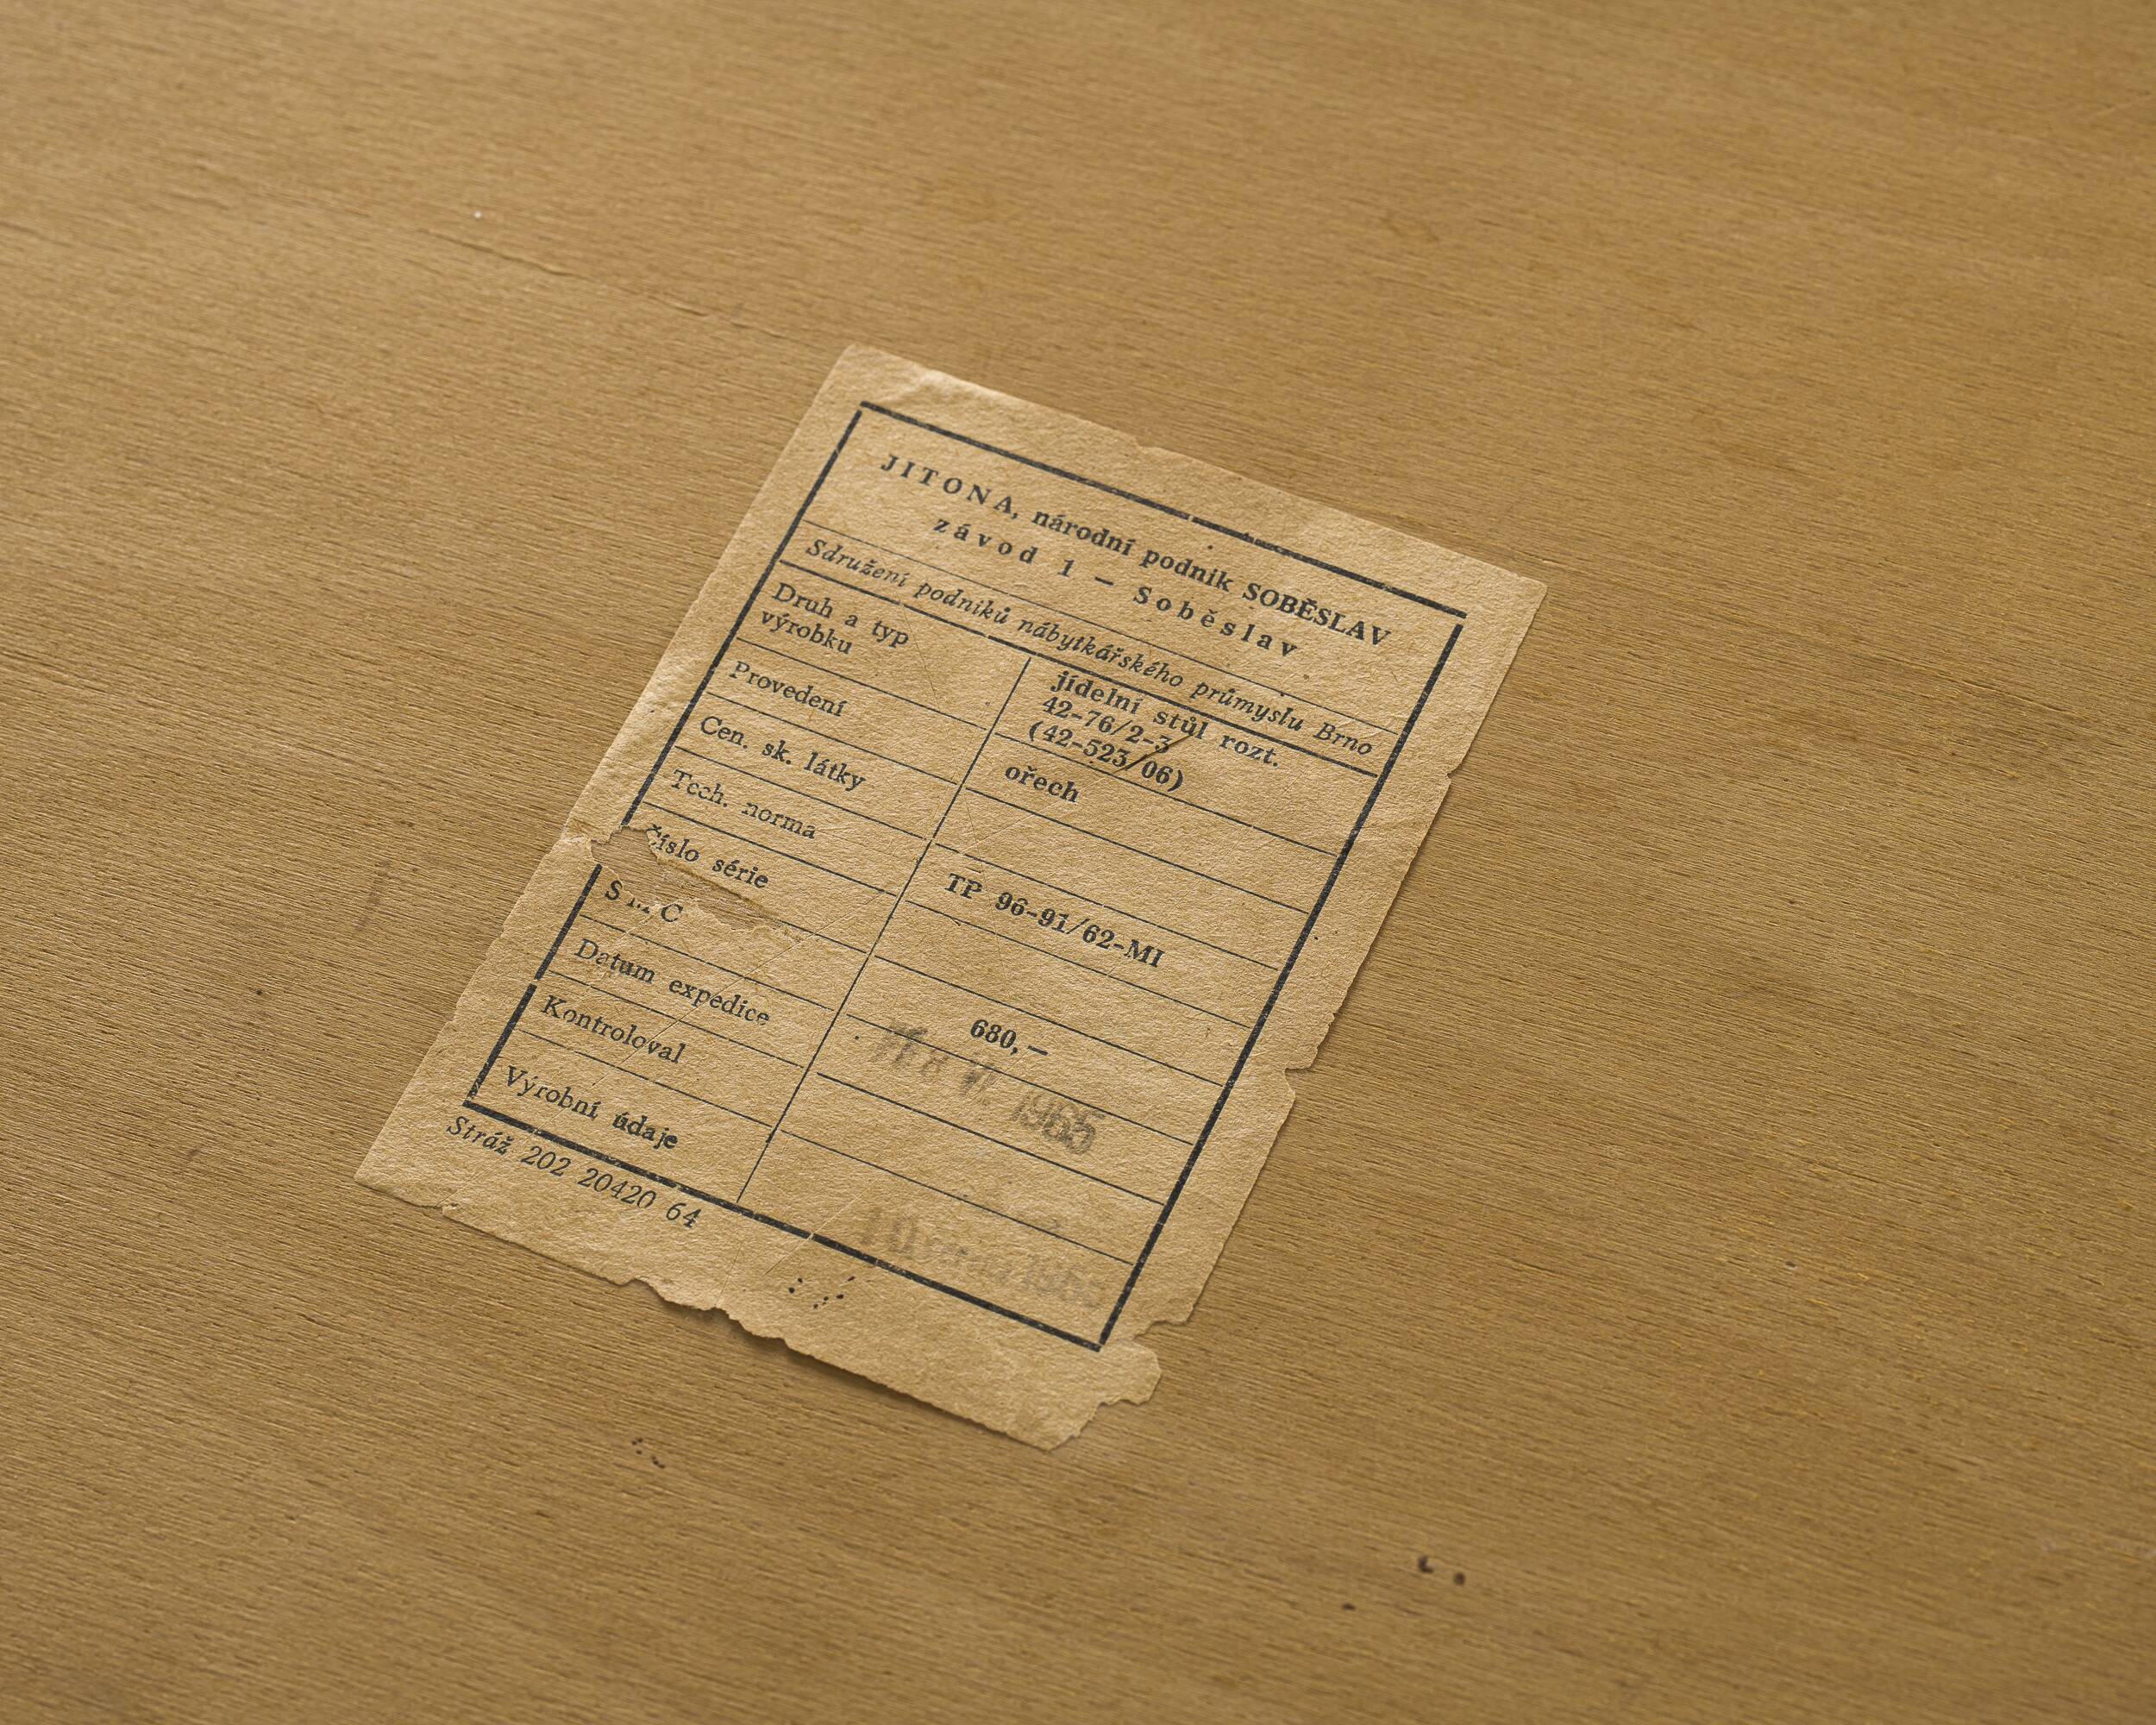 JITONA, národní podnik SOBĚSLAV
závod 1 – Soběslav
Sdružení podniků nábytkářského průmyslu Brno
Druh a typ
výrobku
jídelní stůl rozt.
42-76/2-3
(42-523/06)
Provedení
ořech
Cen. sk. látky
Tech. norma
TP 96-91/62-MI
Číslo série
S M C
680,–
Datum expedice
1965
Kontroloval
Výrobní údaje
Stráž 202 20420 64